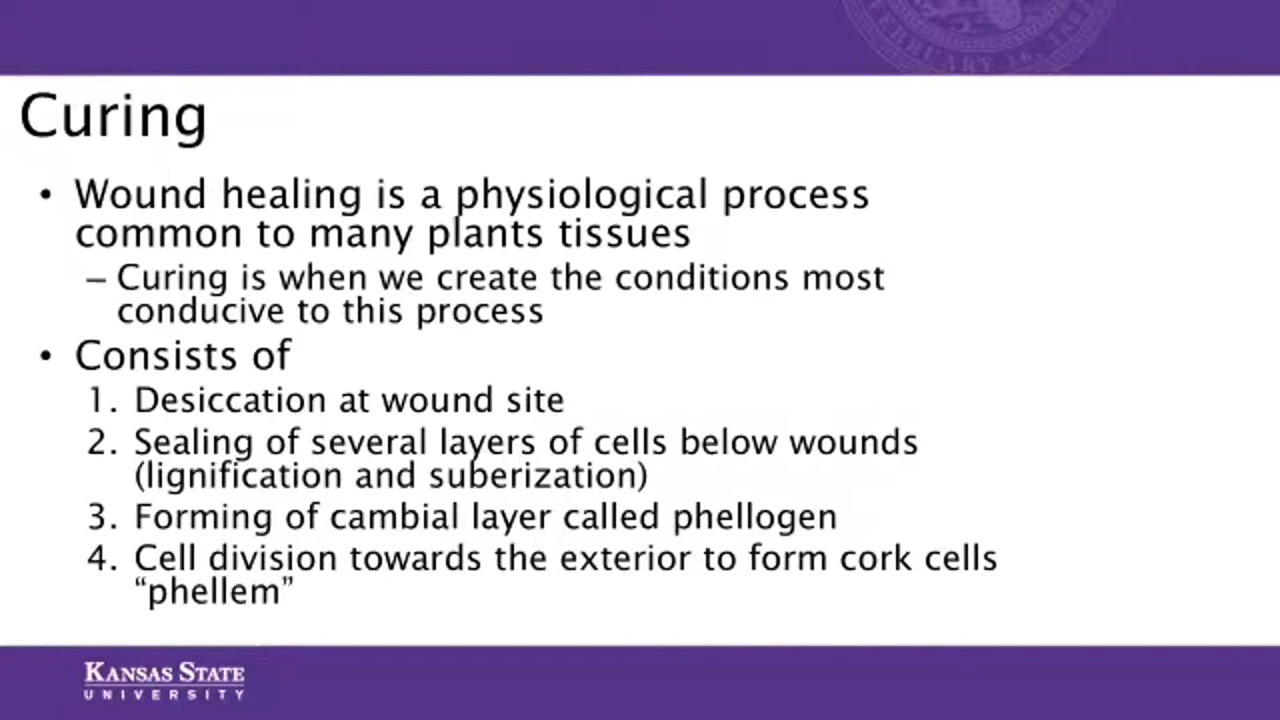 FEBRUARY 16, 1863
Curing
• Wound healing is a physiological process
common to many plants tissues
– Curing is when we create the conditions most
conducive to this process
• Consists of
1. Desiccation at wound site
2. Sealing of several layers of cells below wounds
(lignification and suberization)
3. Forming of cambial layer called phellogen
4. Cell division towards the exterior to form cork cells
“phellem”
KANSAS STATE
UNIVERSITY